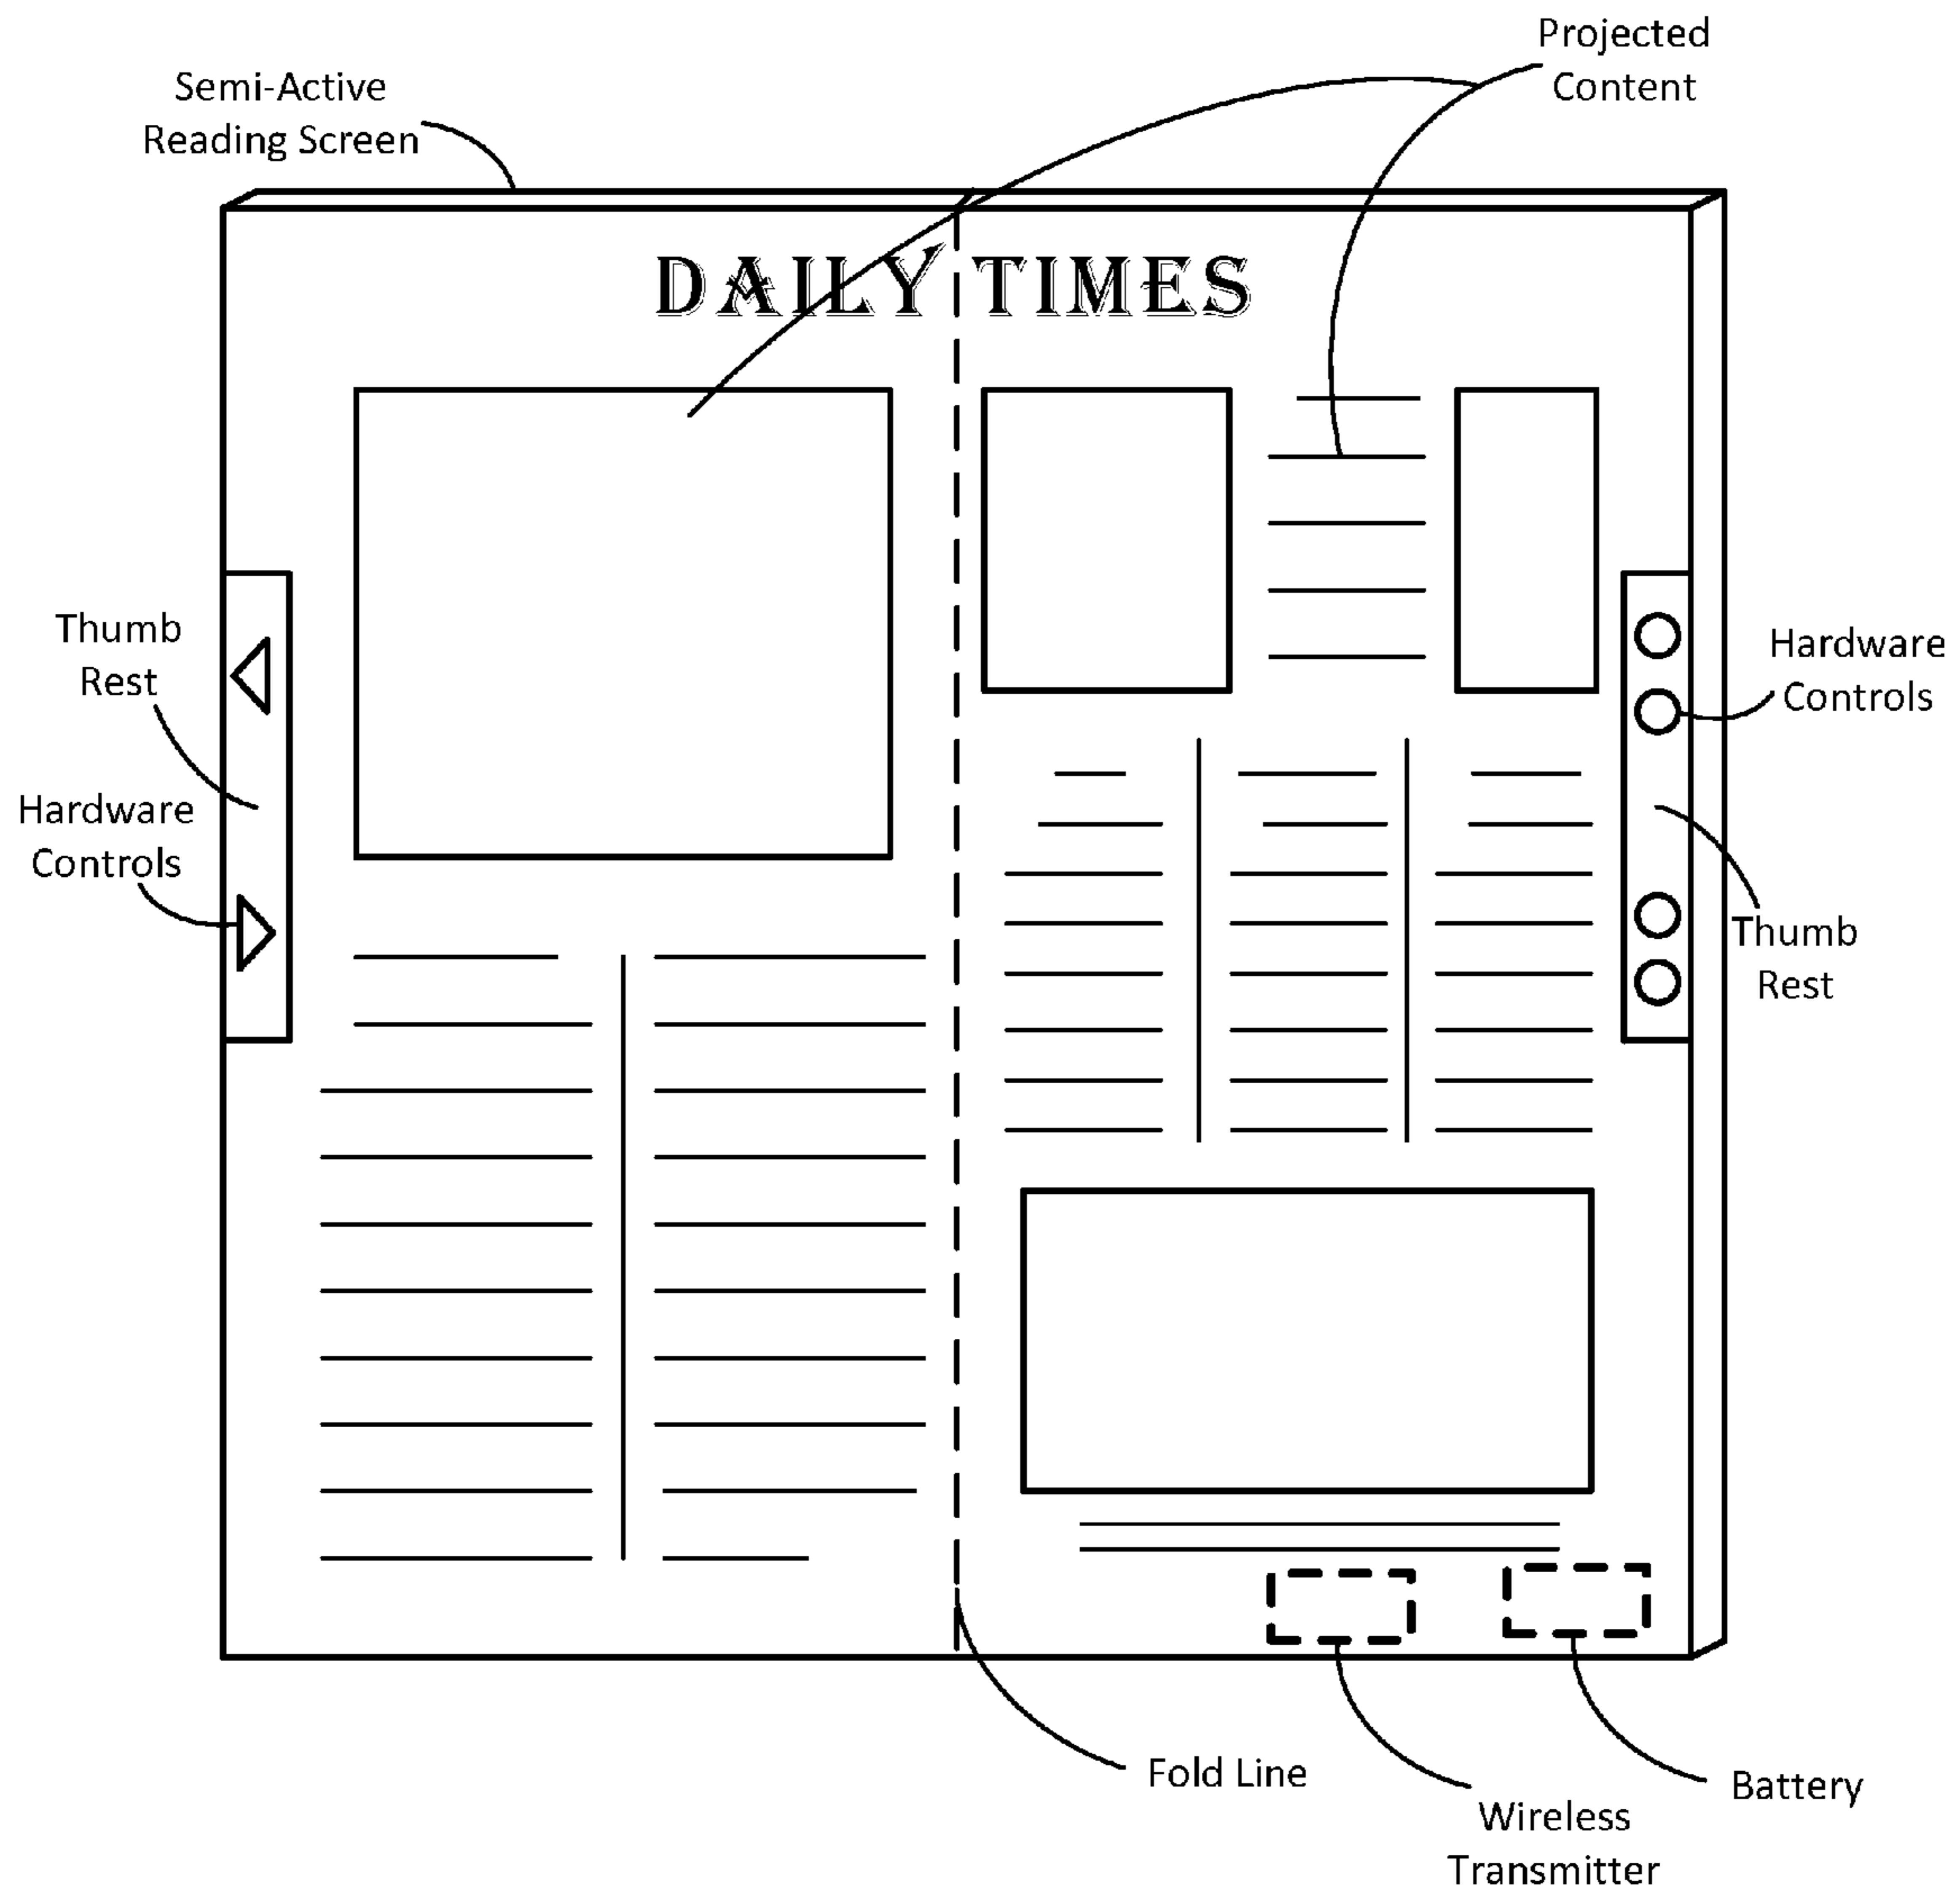 Projected
Content
Semi-Active
Reading Screen
DAILY TIMES
Thumb
Rest
Hardware
Controls
Hardware
Controls
Thumb
Rest
Fold Line
Battery
Wireless
Transmitter